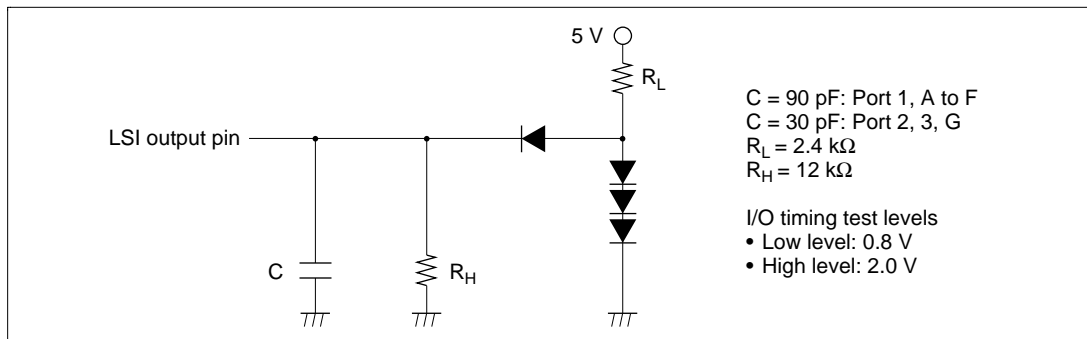 5 V
R_L
LSI output pin
C
R_H
C = 90 pF: Port 1, A to F
C = 30 pF: Port 2, 3, G
R_L = 2.4 kΩ
R_H = 12 kΩ
I/O timing test levels
• Low level: 0.8 V
• High level: 2.0 V